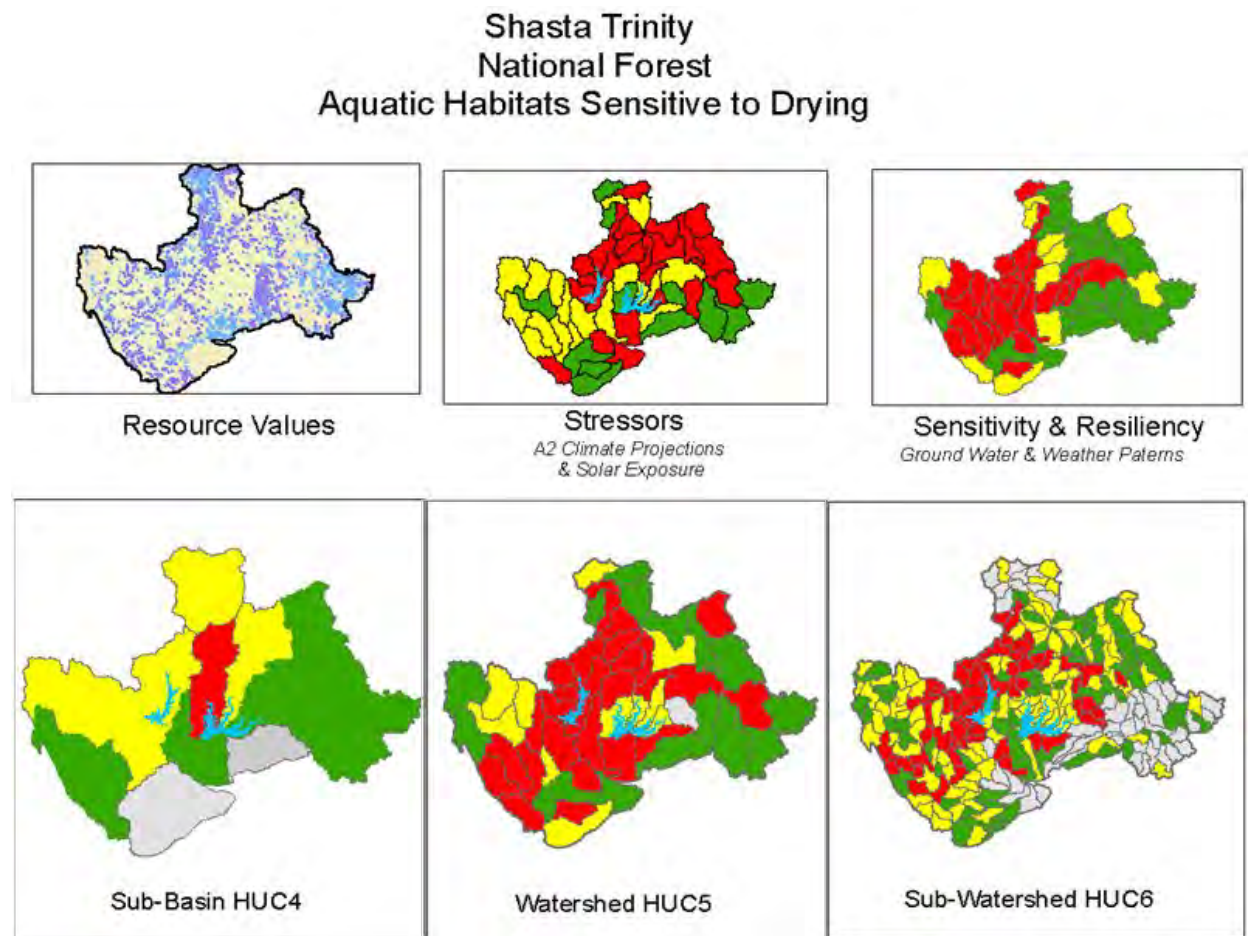 Shasta Trinity
National Forest
Aquatic Habitats Sensitive to Drying
Resource Values
Stressors
A2 Climate Projections
& Solar Exposure
Sensitivity & Resiliency
Ground Water & Weather Paterns
Sub-Basin HUC4
Watershed HUC5
Sub-Watershed HUC6